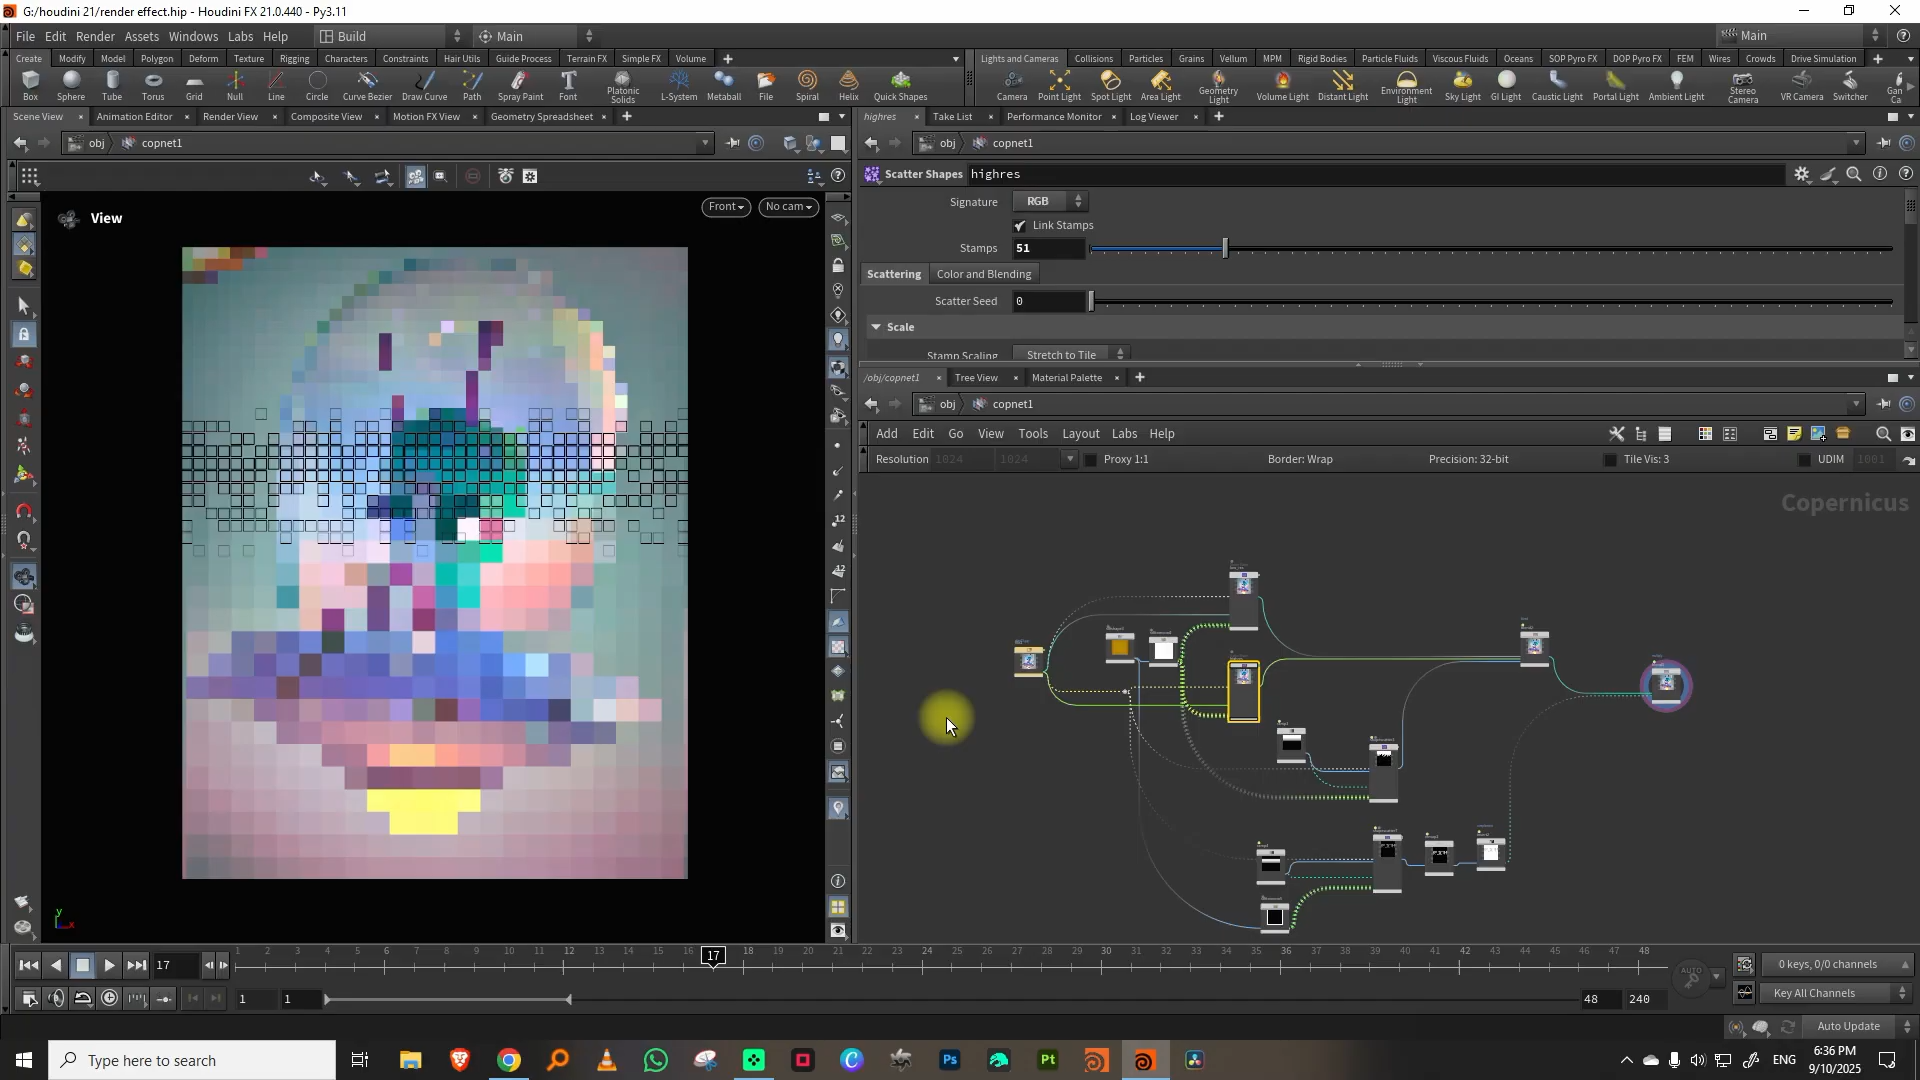 G:/houdini 21/render effect.hip - Houdini FX 21.0.440 - Py3.11
File Edit Render Assets Windows Labs Help Build Main Main
Create Modify Model Polygon Deform Texture Rigging Characters Constraints Hair Utils Guide Process Terrain FX Simple FX Volume
Lights and Cameras Collisions Particles Grains Vellum MPM Rigid Bodies Particle Fluids Viscous Fluids Oceans SOP Pyro FX DOP Pyro FX FEM Wires Crowds Drive Simulation
Box Sphere Tube Torus Grid Null Line Circle Curve Bezier Draw Curve Path Spray Paint Font Platonic Solids L-System Metaball File Spiral Helix Quick Shapes
Camera Point Light Spot Light Area Light Geometry Light Volume Light Distant Light Environment Light Sky Light GI Light Caustic Light Portal Light Ambient Light Stereo Camera VR Camera Switcher Gan Ca
Scene View Animation Editor Render View Composite View Motion FX View Geometry Spreadsheet
highres Take List Performance Monitor Log Viewer
obj copnet1
obj copnet1
Scatter Shapes highres
Signature RGB
Link Stamps
Stamps 51
Scattering Color and Blending
Scatter Seed 0
Scale
Stamp Scaling Stretch to Tile
View
Front No cam
/obj/copnet1 Tree View Material Palette
obj copnet1
Add Edit Go View Tools Layout Labs Help
Resolution 1024 1024 Proxy 1:1 Border: Wrap Precision: 32-bit Tile Vis: 3 UDIM 1001
Copernicus
12
12
y
x
17 1 2 3 4 5 6 7 8 9 10 11 12 13 14 15 16 17 18 19 20 21 22 23 24 25 26 27 28 29 30 31 32 33 34 35 36 37 38 39 40 41 42 43 44 45 46 47 48
AUTO
0 keys, 0/0 channels
1 1 48 240
Key All Channels
Auto Update
Type here to search
Ps
Pt
ENG
6:36 PM
9/10/2025